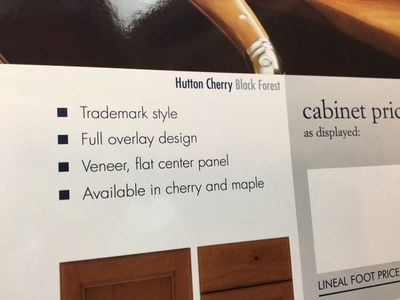 Hutton Cherry Black Forest
Trademark style
Full overlay design
Veneer, flat center panel
Available in cherry and maple
cabinet pric
as displayed:
LINEAL FOOT PRICE